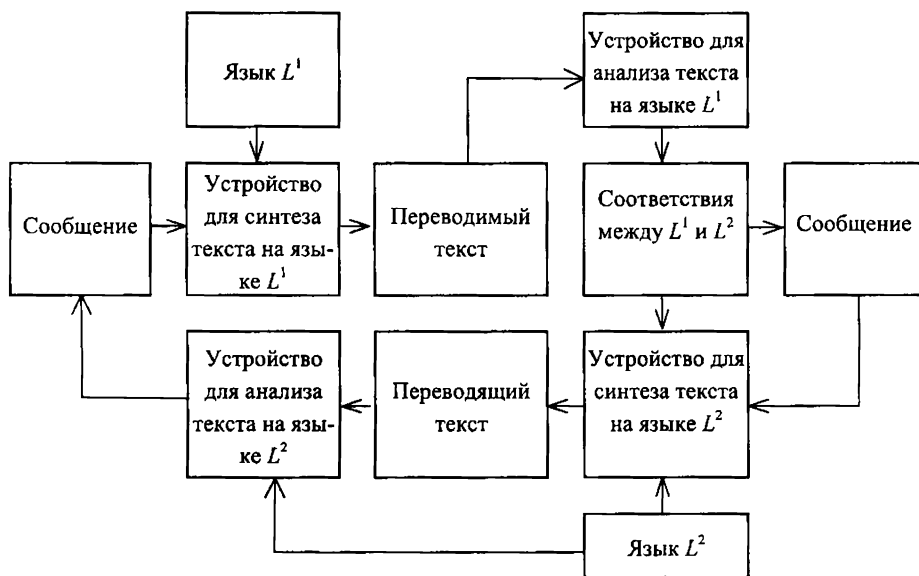 Язык L¹
Устройство для
анализа текста
на языке L¹
Сообщение
Устройство
для синтеза
текста на язы-
ке L¹
Переводимый
текст
Соответствия
между L¹ и L²
Сообщение
Устройство
для анализа
текста на язы-
ке L²
Переводящий
текст
Устройство для
синтеза текста
на языке L²
Язык L²